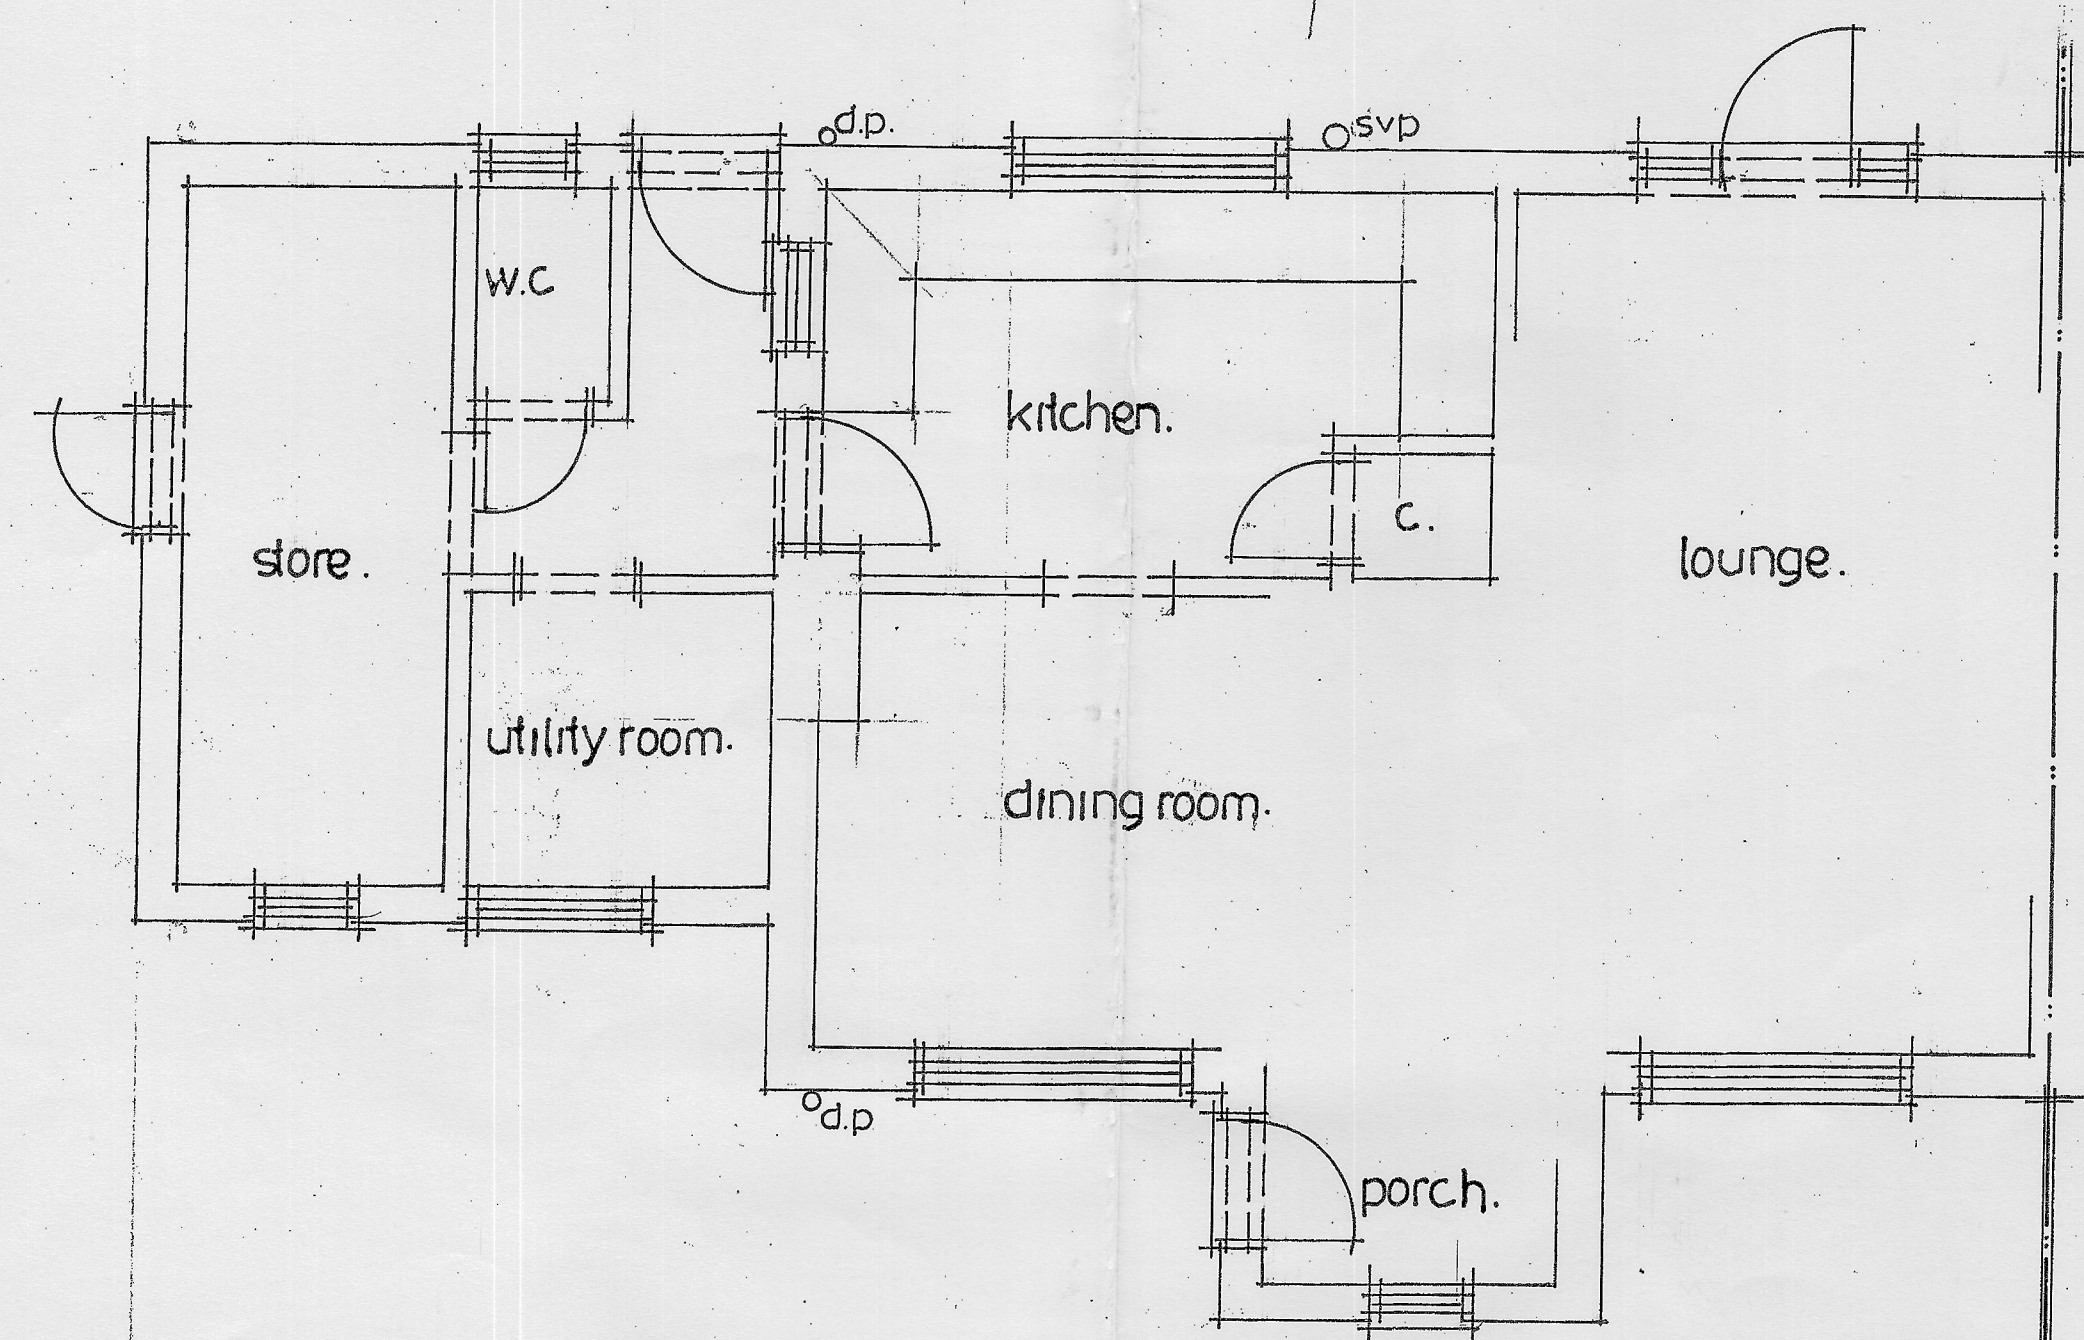 d.p.
svp
W.C
kitchen.
c.
store.
lounge.
utility room.
dining room.
d.p
porch.